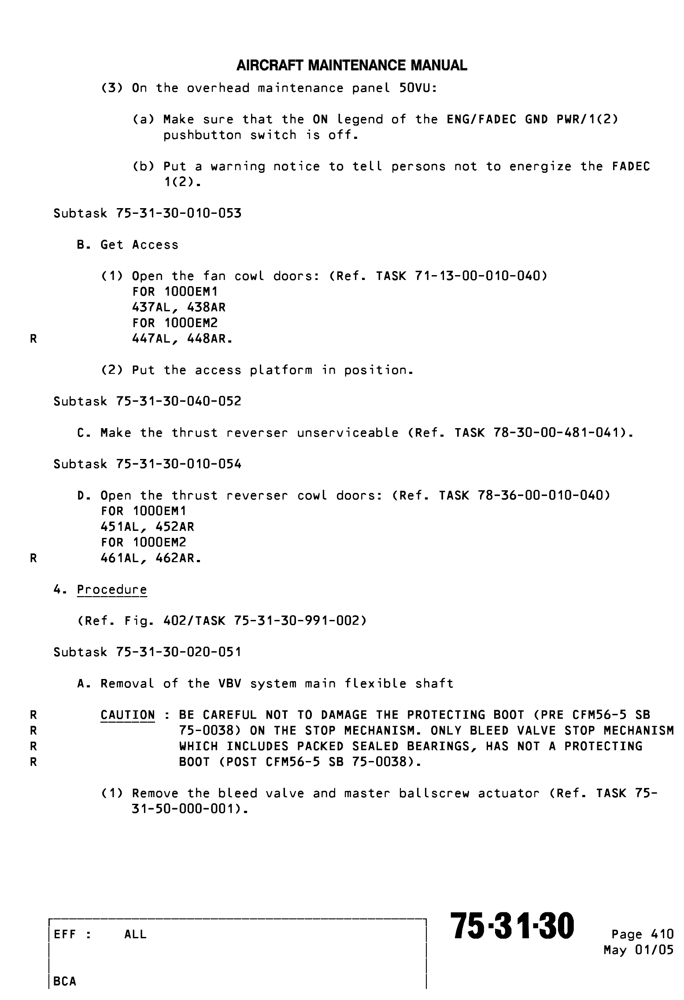 AIRCRAFT MAINTENANCE MANUAL
(3) On the overhead maintenance panel 50VU:
(a) Make sure that the ON legend of the ENG/FADEC GND PWR/1(2)
pushbutton switch is off.
(b) Put a warning notice to tell persons not to energize the FADEC
1(2).
Subtask 75-31-30-010-053
B. Get Access
(1) Open the fan cowl doors: (Ref. TASK 71-13-00-010-040)
FOR 1000EM1
437AL, 438AR
FOR 1000EM2
R 447AL, 448AR.
(2) Put the access platform in position.
Subtask 75-31-30-040-052
C. Make the thrust reverser unserviceable (Ref. TASK 78-30-00-481-041).
Subtask 75-31-30-010-054
D. Open the thrust reverser cowl doors: (Ref. TASK 78-36-00-010-040)
FOR 1000EM1
451AL, 452AR
FOR 1000EM2
R 461AL, 462AR.
4. Procedure
(Ref. Fig. 402/TASK 75-31-30-991-002)
Subtask 75-31-30-020-051
A. Removal of the VBV system main flexible shaft
R CAUTION : BE CAREFUL NOT TO DAMAGE THE PROTECTING BOOT (PRE CFM56-5 SB
R 75-0038) ON THE STOP MECHANISM. ONLY BLEED VALVE STOP MECHANISM
R WHICH INCLUDES PACKED SEALED BEARINGS, HAS NOT A PROTECTING
R BOOT (POST CFM56-5 SB 75-0038).
(1) Remove the bleed valve and master ballscrew actuator (Ref. TASK 75-
31-50-000-001).
EFF : ALL
75-31-30
Page 410
May 01/05
BCA